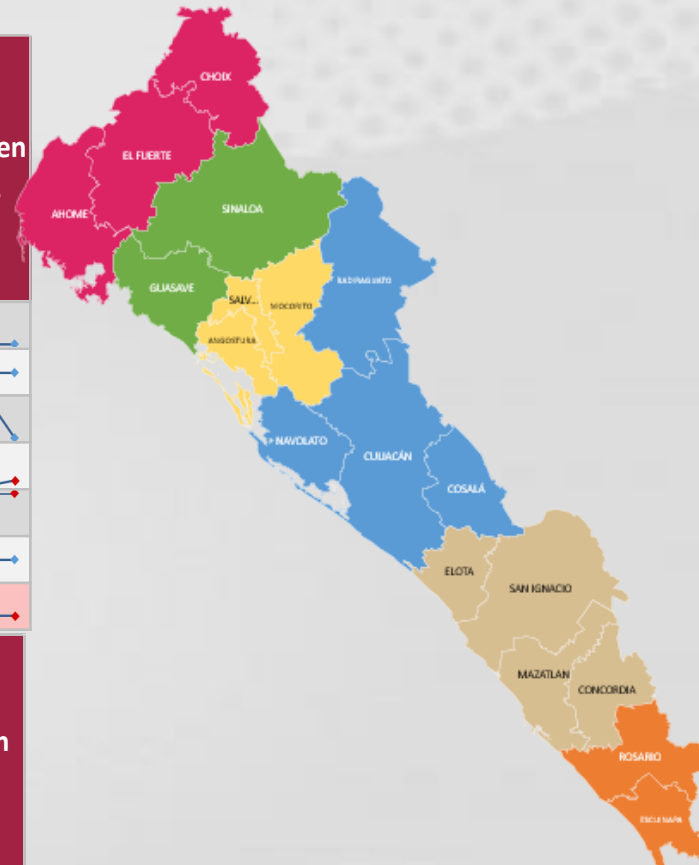 CHOIX
en
EL FUERTE
SINALOA
AHOME
BADIRAGUATO
GUASAVE
SALV...
MOCORITO
ANGOSTURA
NAVOLATO
CULIACÁN
COSALÁ
ELOTA
SAN IGNACIO
MAZATLAN
CONCORDIA
n
ROSARIO
ESCUINAPA